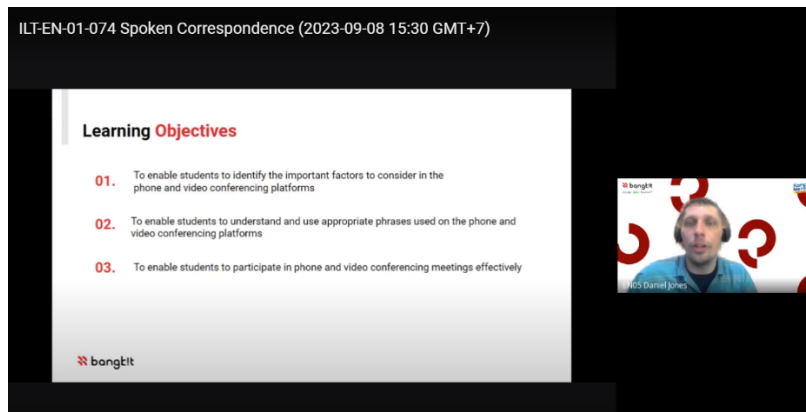 ILT-EN-01-074 Spoken Correspondence (2023-09-08 15:30 GMT+7)
Learning Objectives
01. To enable students to identify the important factors to consider in the
phone and video conferencing platforms
02. To enable students to understand and use appropriate phrases used on the phone and
video conferencing platforms
03. To enable students to participate in phone and video conferencing meetings effectively
bangkit
bangkit
EN05 Daniel Jones